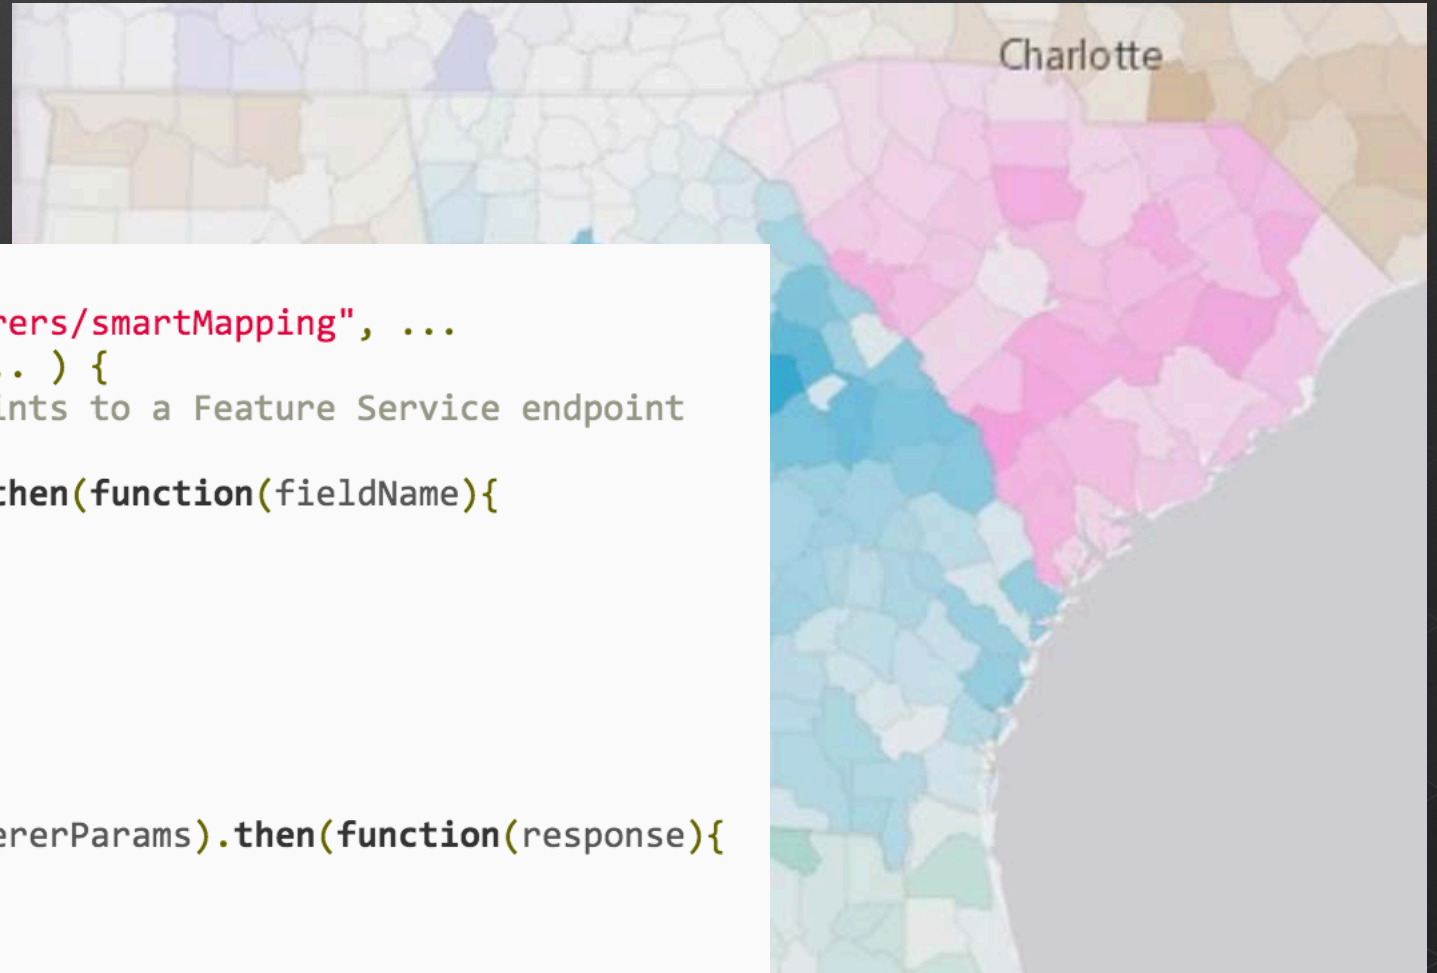 Charlotte
rers/smartMapping", ...
. ) {
ints to a Feature Service endpoint
then(function(fieldName){
ererParams).then(function(response){